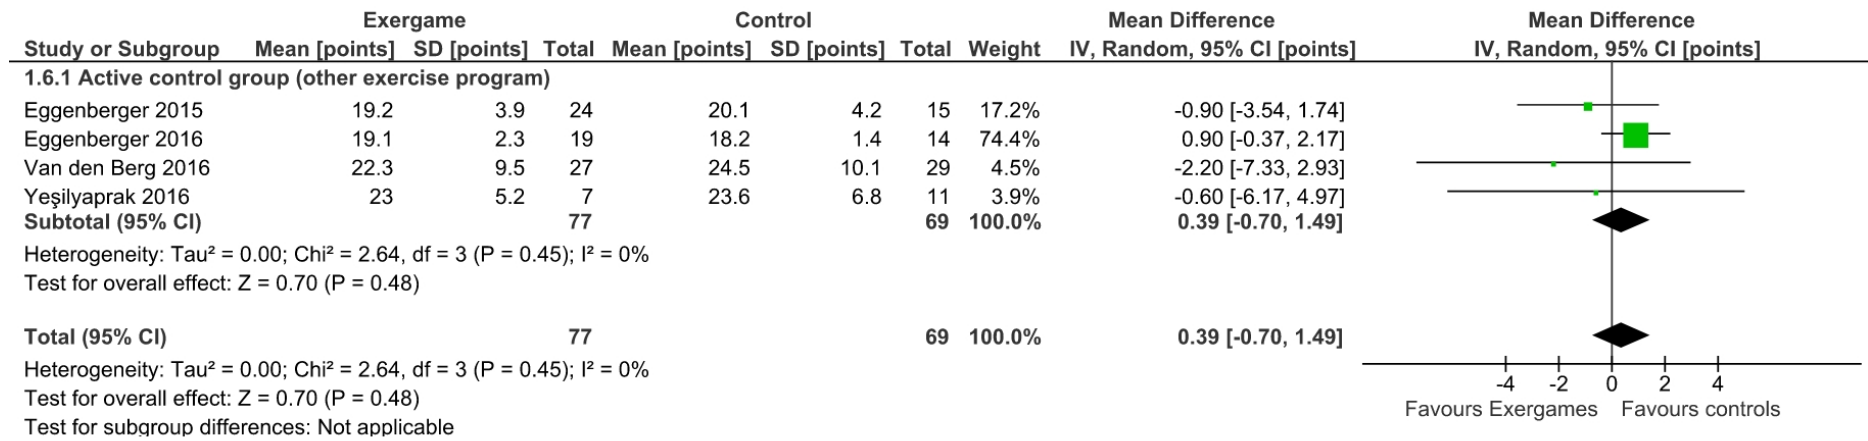 Exergame Control Mean Difference Mean Difference
Study or Subgroup Mean [points] SD [points] Total Mean [points] SD [points] Total Weight IV, Random, 95% CI [points] IV, Random, 95% CI [points]
1.6.1 Active control group (other exercise program)
Eggenberger 2015 19.2 3.9 24 20.1 4.2 15 17.2% -0.90 [-3.54, 1.74]
Eggenberger 2016 19.1 2.3 19 18.2 1.4 14 74.4% 0.90 [-0.37, 2.17]
Van den Berg 2016 22.3 9.5 27 24.5 10.1 29 4.5% -2.20 [-7.33, 2.93]
Yeşilyaprak 2016 23 5.2 7 23.6 6.8 11 3.9% -0.60 [-6.17, 4.97]
Subtotal (95% CI) 77 69 100.0% 0.39 [-0.70, 1.49]
Heterogeneity: Tau² = 0.00; Chi² = 2.64, df = 3 (P = 0.45); I² = 0%
Test for overall effect: Z = 0.70 (P = 0.48)
Total (95% CI) 77 69 100.0% 0.39 [-0.70, 1.49]
Heterogeneity: Tau² = 0.00; Chi² = 2.64, df = 3 (P = 0.45); I² = 0%
-4 -2 0 2 4
Test for overall effect: Z = 0.70 (P = 0.48)
Favours Exergames Favours controls
Test for subgroup differences: Not applicable